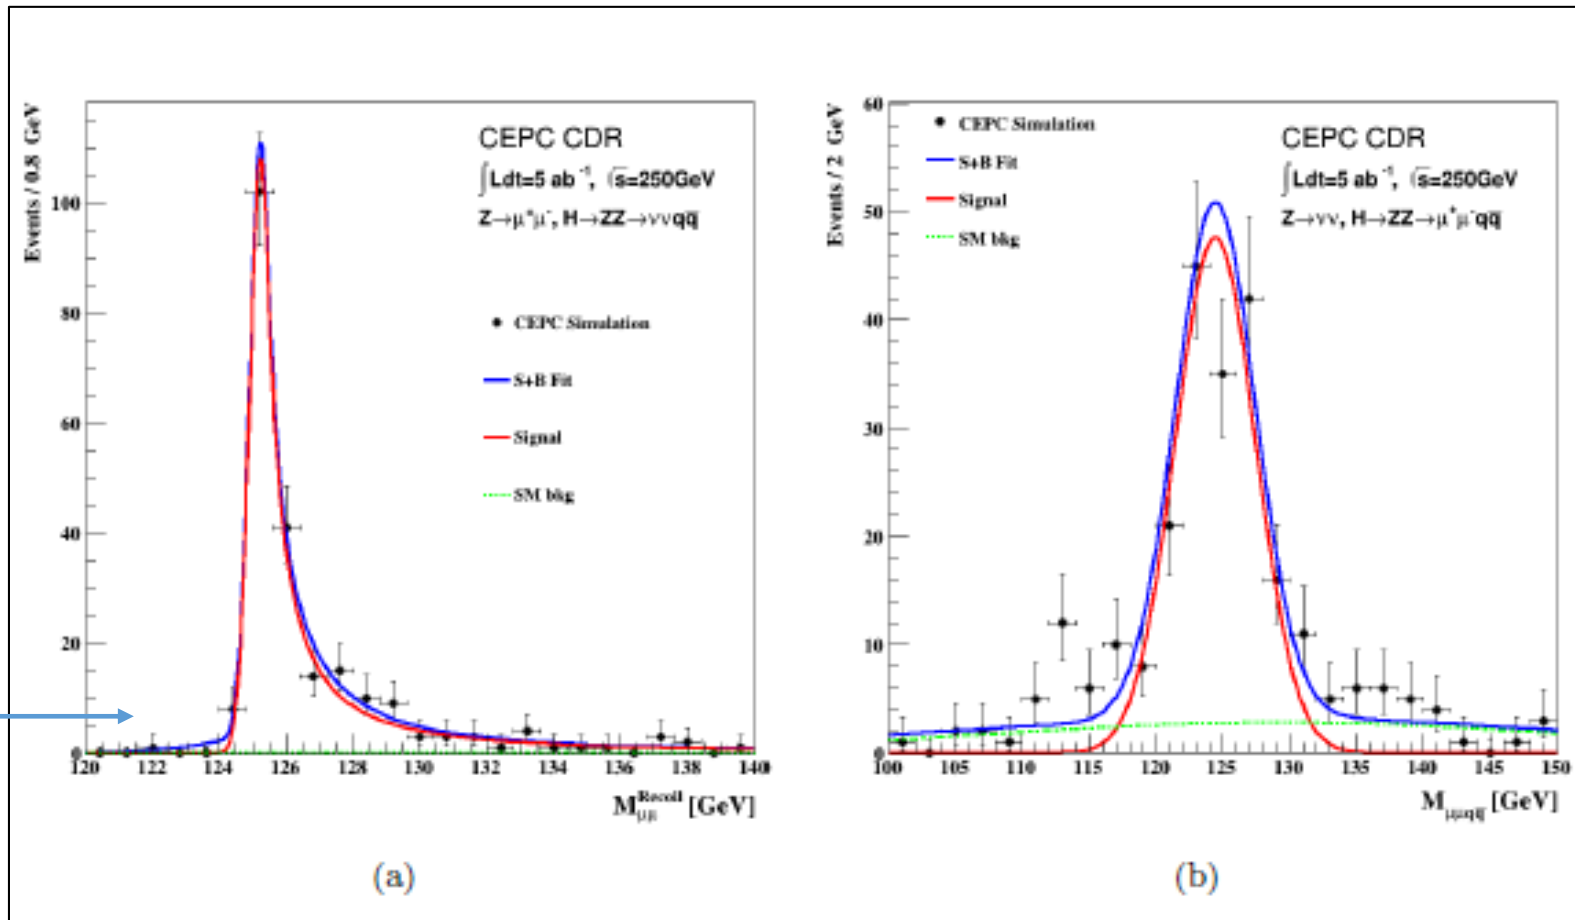 Events / 0.8 GeV
100
80
60
40
20
0
CEPC CDR
∫Ldt=5 ab⁻¹, √s=250GeV
Z→μ⁺μ⁻, H→ZZ→ννqq̅
CEPC Simulation
S+B Fit
Signal
SM bkg
120 122 124 126 128 130 132 134 136 138 140
M_μμ^Recoil [GeV]
(a)
Events / 2 GeV
60
50
40
30
20
10
0
CEPC Simulation
S+B Fit
Signal
SM bkg
CEPC CDR
∫Ldt=5 ab⁻¹, √s=250GeV
Z→νν, H→ZZ→μ⁺μ⁻qq̅
100 105 110 115 120 125 130 135 140 145 150
M_μμqq̅ [GeV]
(b)